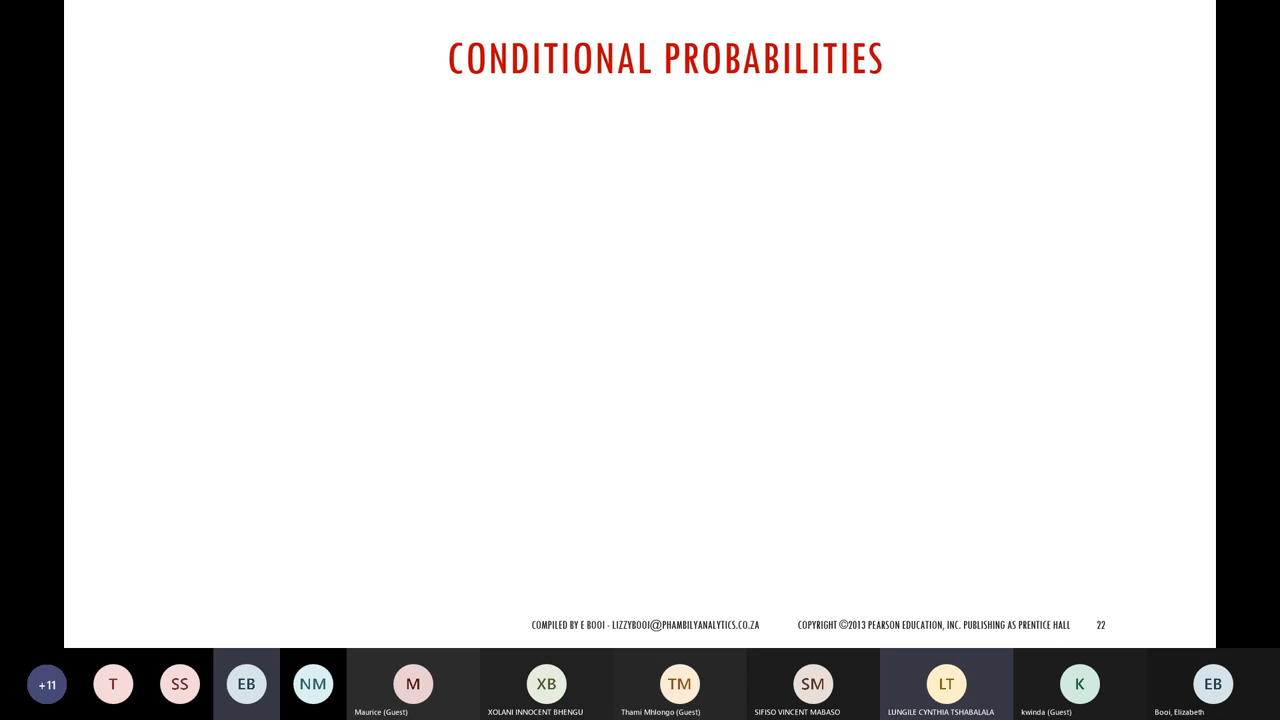 CONDITIONAL PROBABILITIES
COMPILED BY E BOOI - LIZZYBOOI@PHAMBILYANALYTICS.CO.ZA COPYRIGHT ©2013 PEARSON EDUCATION, INC. PUBLISHING AS PRENTICE HALL 22
+11 T SS EB NM M XB TM SM LT K EB
Maurice (Guest) XOLANI INNOCENT BHENGU Thami Mhlongo (Guest) SIFISO VINCENT MABASO LUNGILE CYNTHIA TSHABALALA kwinda (Guest) Booi, Elizabeth